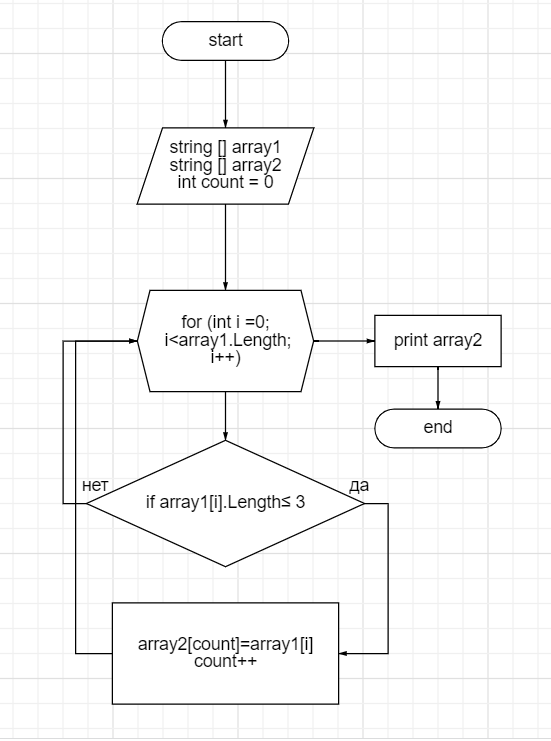 start
string [] array1
string [] array2
int count = 0
for (int i =0;
i<array1.Length;
i++)
print array2
end
нет
да
if array1[i].Length≤ 3
array2[count]=array1[i]
count++